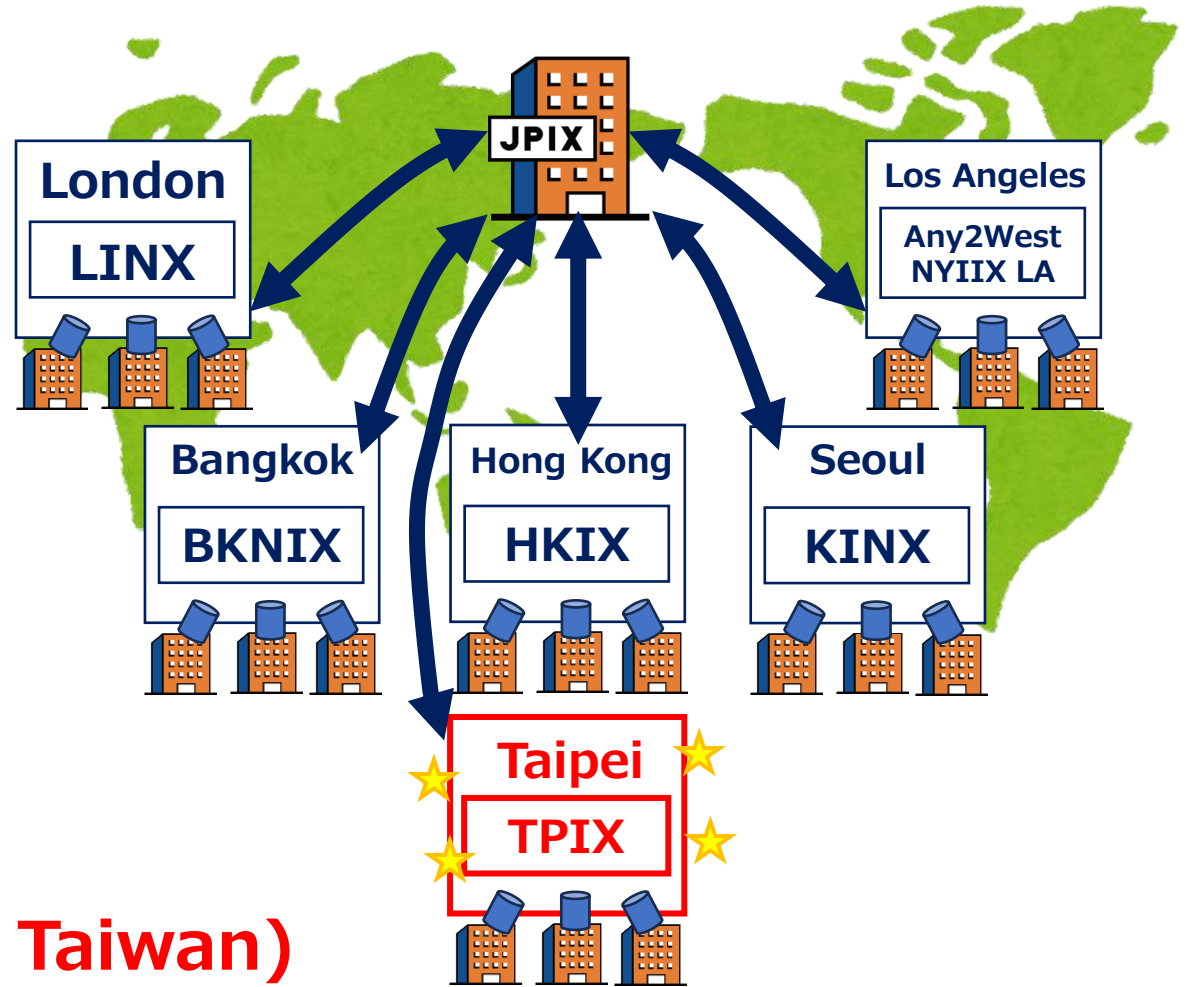 JPIX
London
LINX
Los Angeles
Any2West
NYIIX LA
Bangkok
BKNIX
Hong Kong
HKIX
Seoul
KINX
Taipei
TPIX
Taiwan)